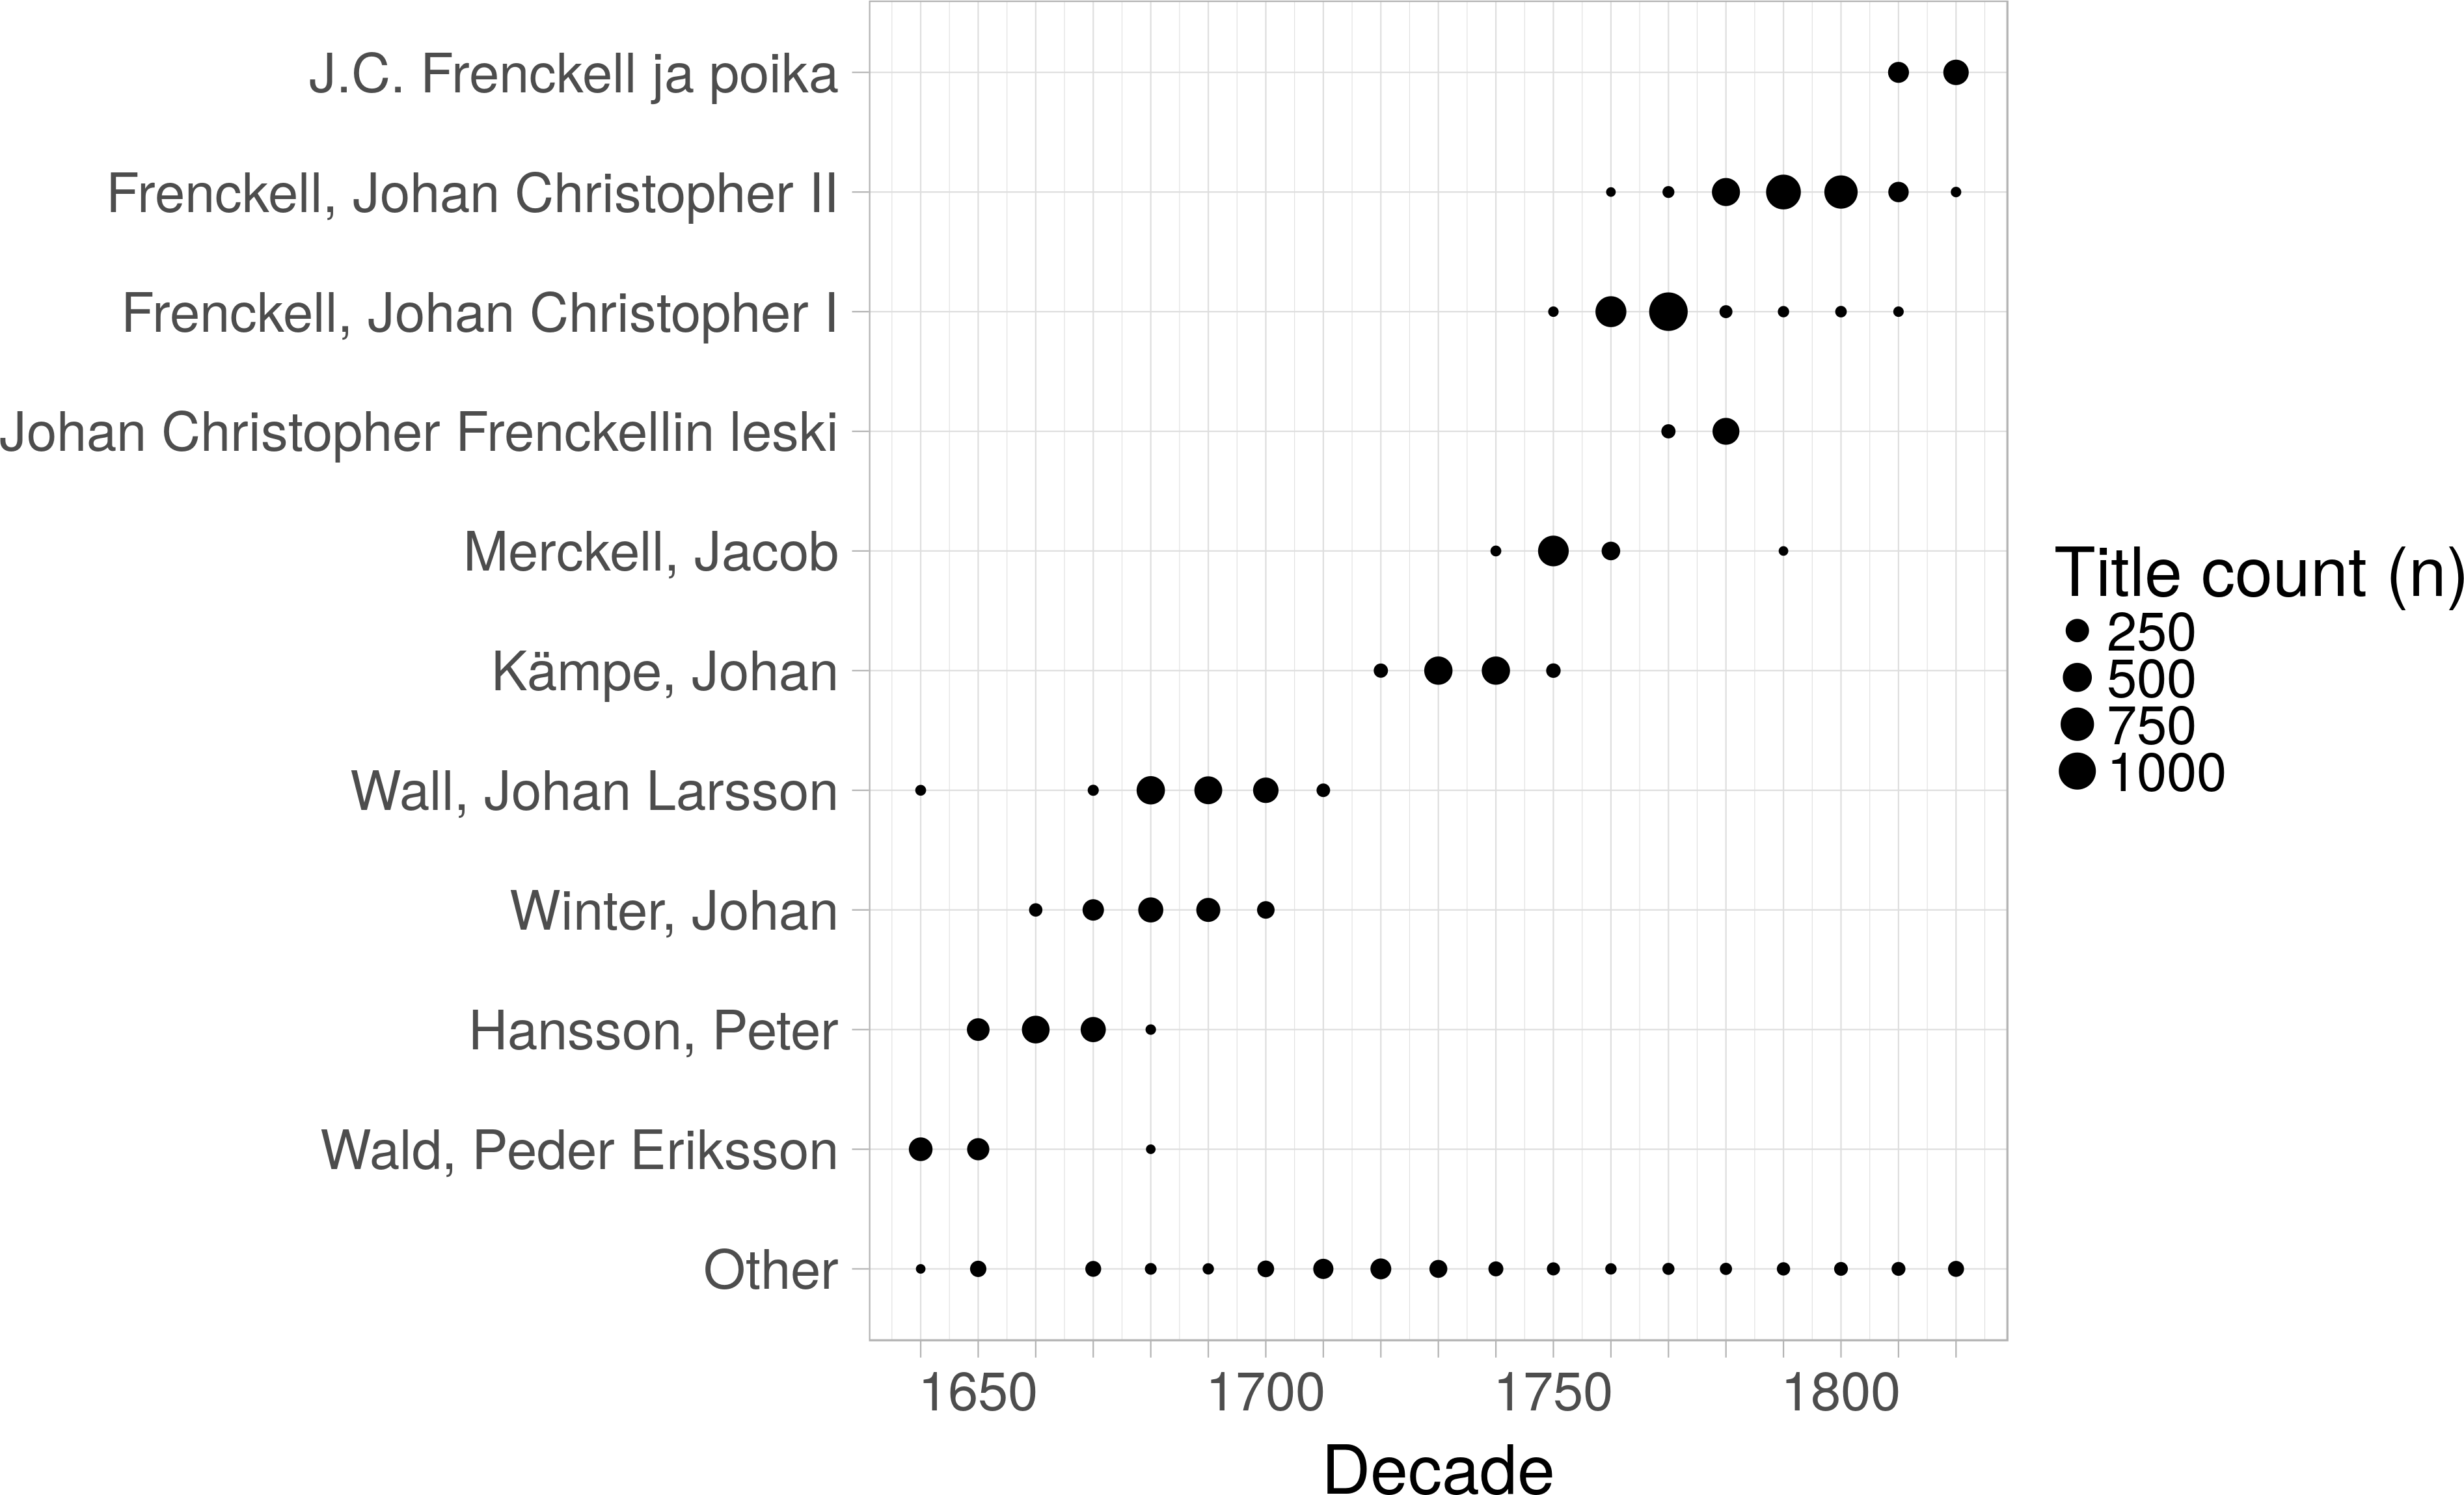 J.C. Frenckell ja poika
Frenckell, Johan Christopher II
Frenckell, Johan Christopher I
Johan Christopher Frenckellin leski
Merckell, Jacob
Kämpe, Johan
Wall, Johan Larsson
Winter, Johan
Hansson, Peter
Wald, Peder Eriksson
Other
1650 1700 1750 1800
Decade
Title count (n)
250
500
750
1000